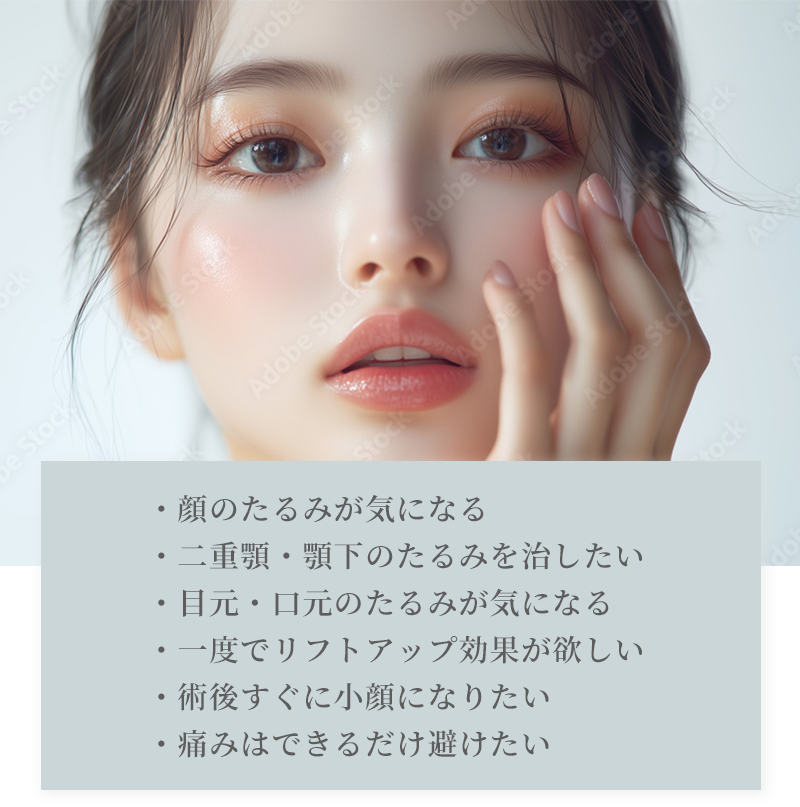 ・顔のたるみが気になる
・二重顎・顎下のたるみを治したい
・目元・口元のたるみが気になる
・一度でリフトアップ効果が欲しい
・術後すぐに小顔になりたい
・痛みはできるだけ避けたい
Adobe Stock